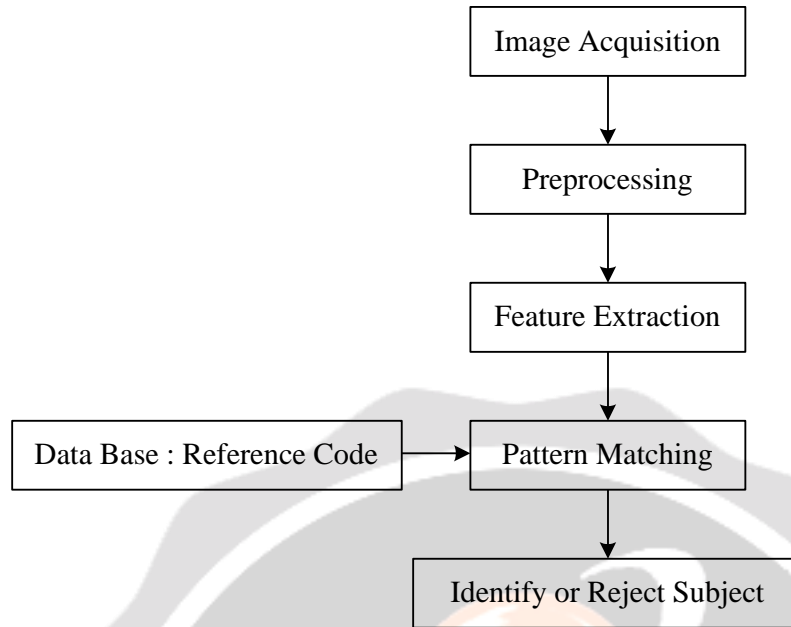 Image Acquisition
Preprocessing
Feature Extraction
Data Base : Reference Code
Pattern Matching
Identify or Reject Subject